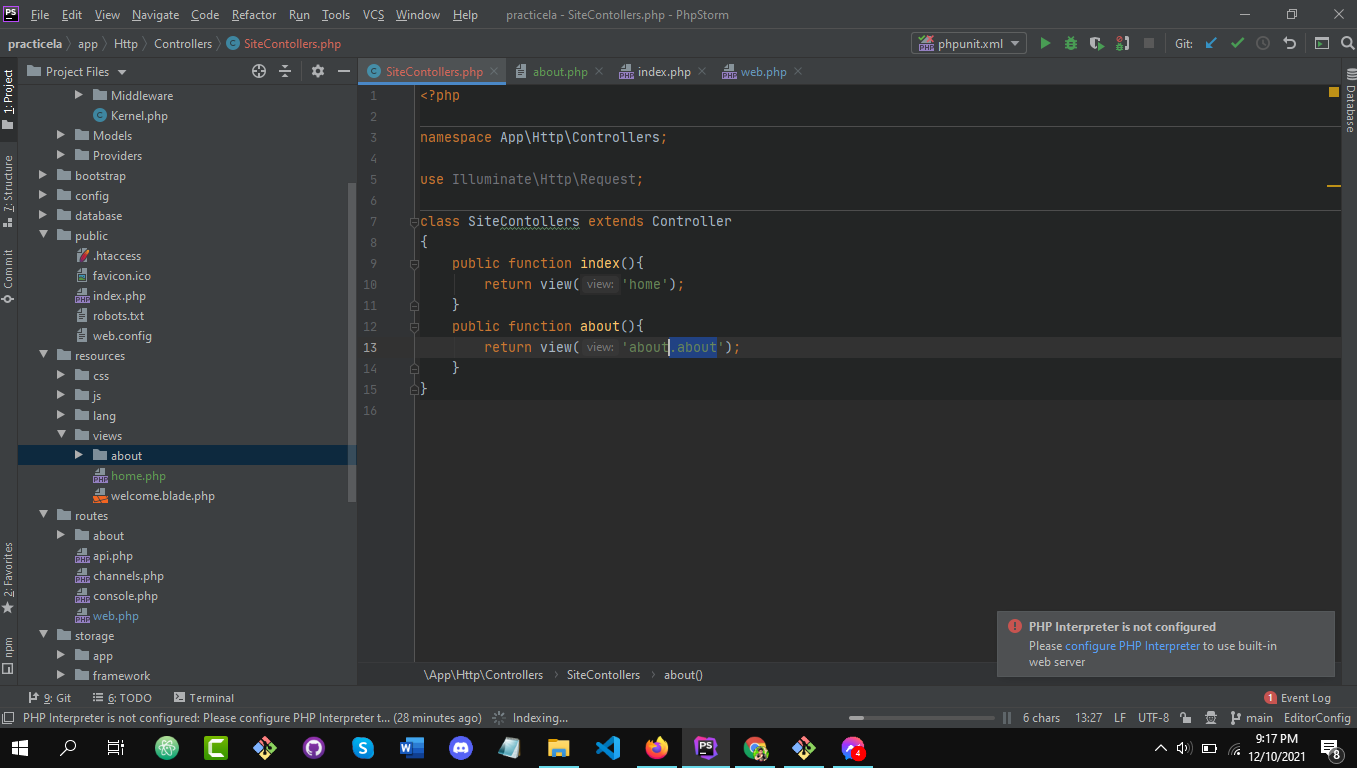 PS File Edit View Navigate Code Refactor Run Tools VCS Window Help practicela - SiteContollers.php - PhpStorm
practicela app Http Controllers SiteContollers.php phpunit.xml Git:
1: Project
Project Files
SiteContollers.php about.php index.php web.php
Database
Middleware
Kernel.php
Models
Providers
bootstrap
config
database
public
.htaccess
favicon.ico
index.php
robots.txt
web.config
resources
css
js
lang
views
about
home.php
welcome.blade.php
routes
about
api.php
channels.php
console.php
web.php
storage
app
framework
7: Structure
Commit
2: Favorites
npm
1 <?php
2
3 namespace App\Http\Controllers;
4
5 use Illuminate\Http\Request;
6
7 class SiteContollers extends Controller
8 {
9 public function index(){
10 return view( view: 'home');
11 }
12 public function about(){
13 return view( view: 'about.about');
14 }
15 }
16
PHP Interpreter is not configured
Please configure PHP Interpreter to use built-in
web server
\App\Http\Controllers SiteContollers about()
9: Git 6: TODO Terminal 1 Event Log
PHP Interpreter is not configured: Please configure PHP Interpreter t... (28 minutes ago) Indexing... 6 chars 13:27 LF UTF-8 main EditorConfig
9:17 PM
12/10/2021
8
4